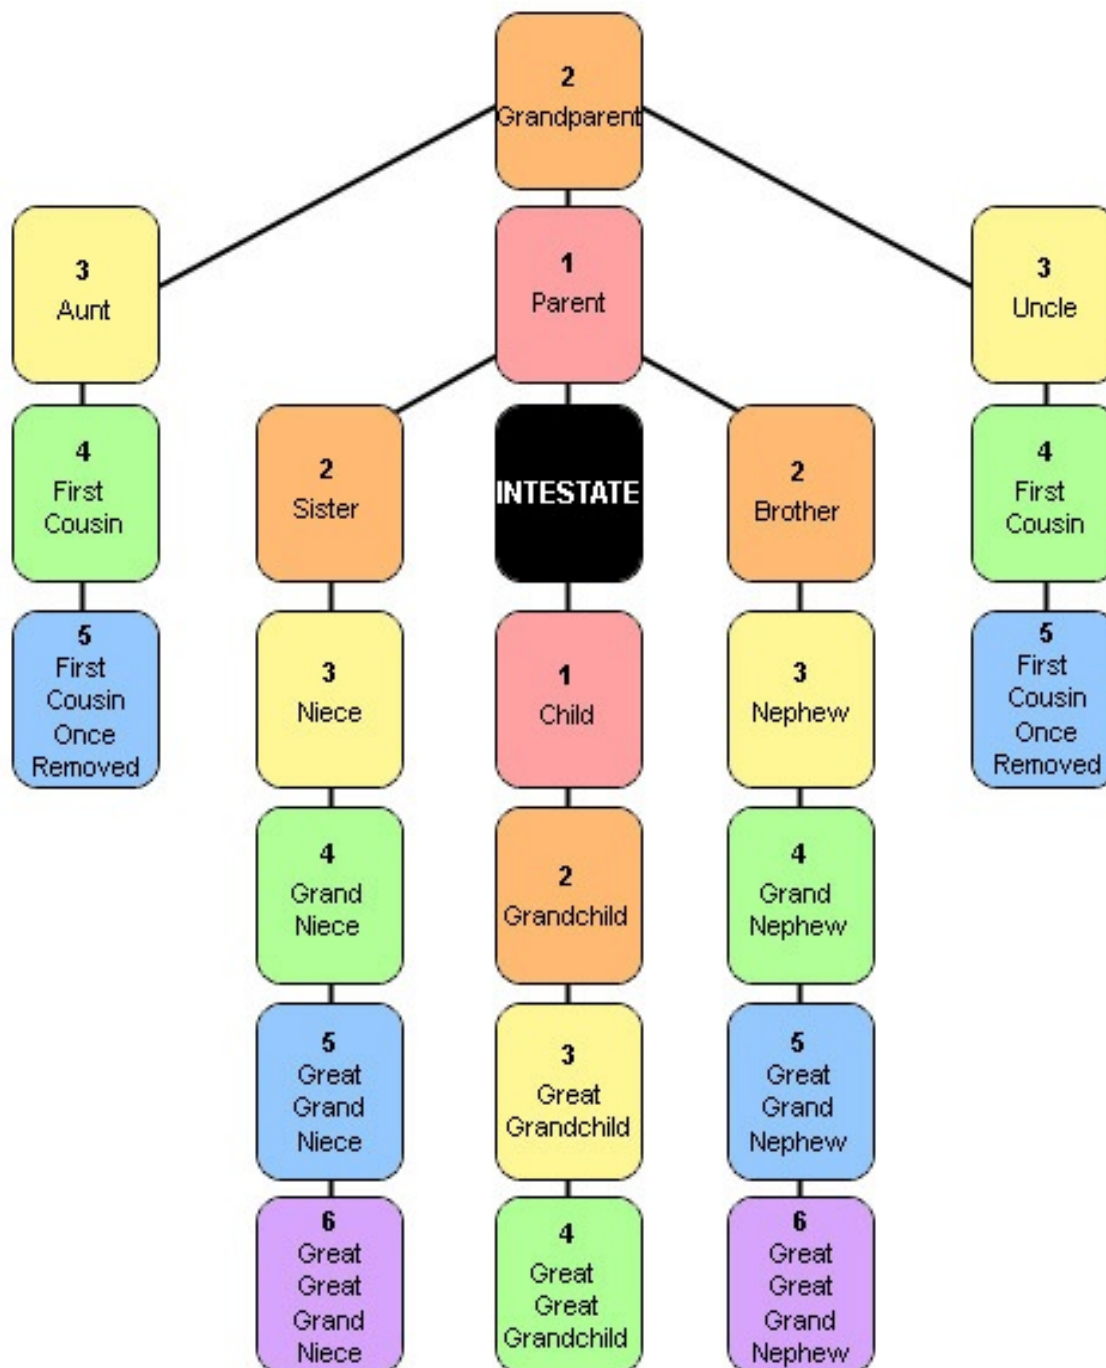 2
Grandparent
3
Aunt
1
Parent
3
Uncle
4
First
Cousin
2
Sister
INTESTATE
2
Brother
4
First
Cousin
5
First
Cousin
Once
Removed
3
Niece
1
Child
3
Nephew
5
First
Cousin
Once
Removed
4
Grand
Niece
2
Grandchild
4
Grand
Nephew
5
Great
Grand
Niece
3
Great
Grandchild
5
Great
Grand
Nephew
6
Great
Great
Grand
Niece
4
Great
Great
Grandchild
6
Great
Great
Grand
Nephew